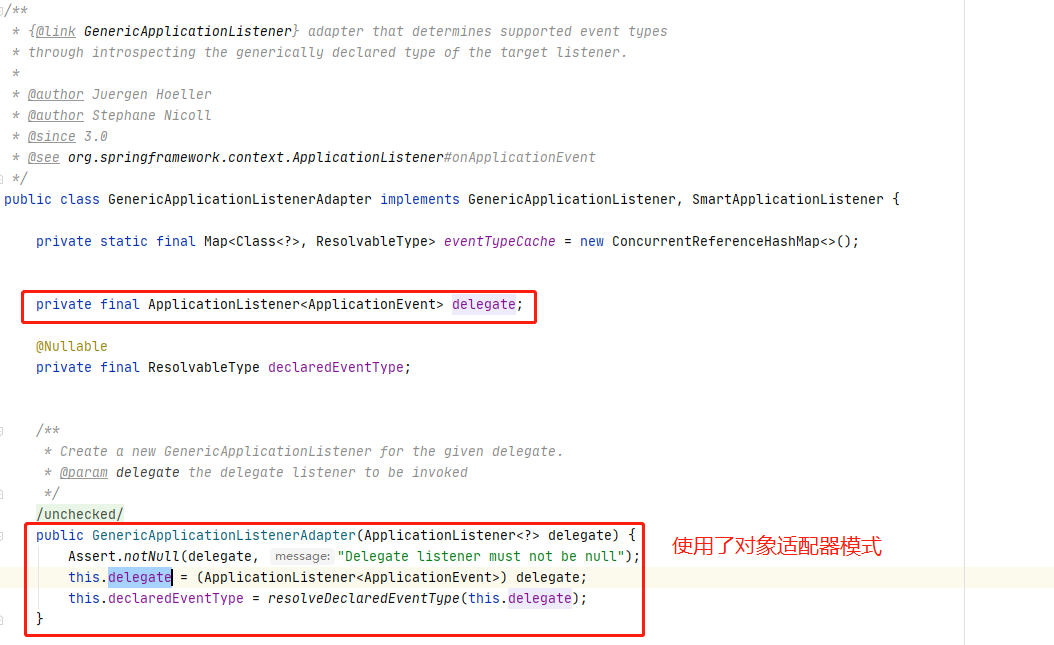 /**
 * {@link GenericApplicationListener} adapter that determines supported event types
 * through introspecting the generically declared type of the target listener.
 *
 * @author Juergen Hoeller
 * @author Stephane Nicoll
 * @since 3.0
 * @see org.springframework.context.ApplicationListener#onApplicationEvent
 */
public class GenericApplicationListenerAdapter implements GenericApplicationListener, SmartApplicationListener {
private static final Map<Class<?>, ResolvableType> eventTypeCache = new ConcurrentReferenceHashMap<>();
private final ApplicationListener<ApplicationEvent> delegate;
@Nullable
private final ResolvableType declaredEventType;
/**
 * Create a new GenericApplicationListener for the given delegate.
 * @param delegate the delegate listener to be invoked
 */
/unchecked/
public GenericApplicationListenerAdapter(ApplicationListener<?> delegate) {
Assert.notNull(delegate, message: "Delegate listener must not be null");
使用了对象适配器模式
this.delegate = (ApplicationListener<ApplicationEvent>) delegate;
this.declaredEventType = resolveDeclaredEventType(this.delegate);
}